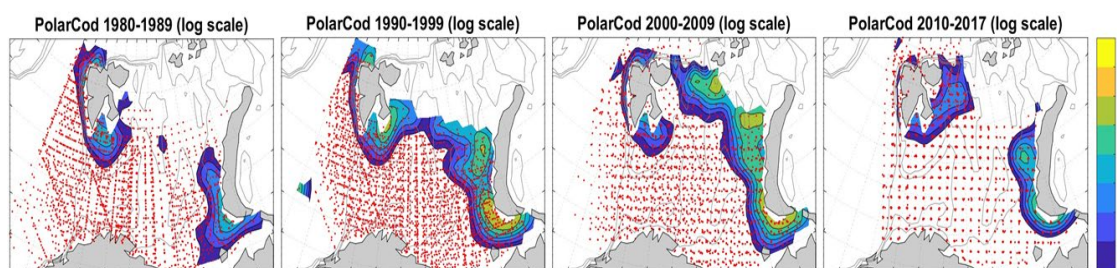 PolarCod 1980-1989 (log scale)
PolarCod 1990-1999 (log scale)
PolarCod 2000-2009 (log scale)
PolarCod 2010-2017 (log scale)